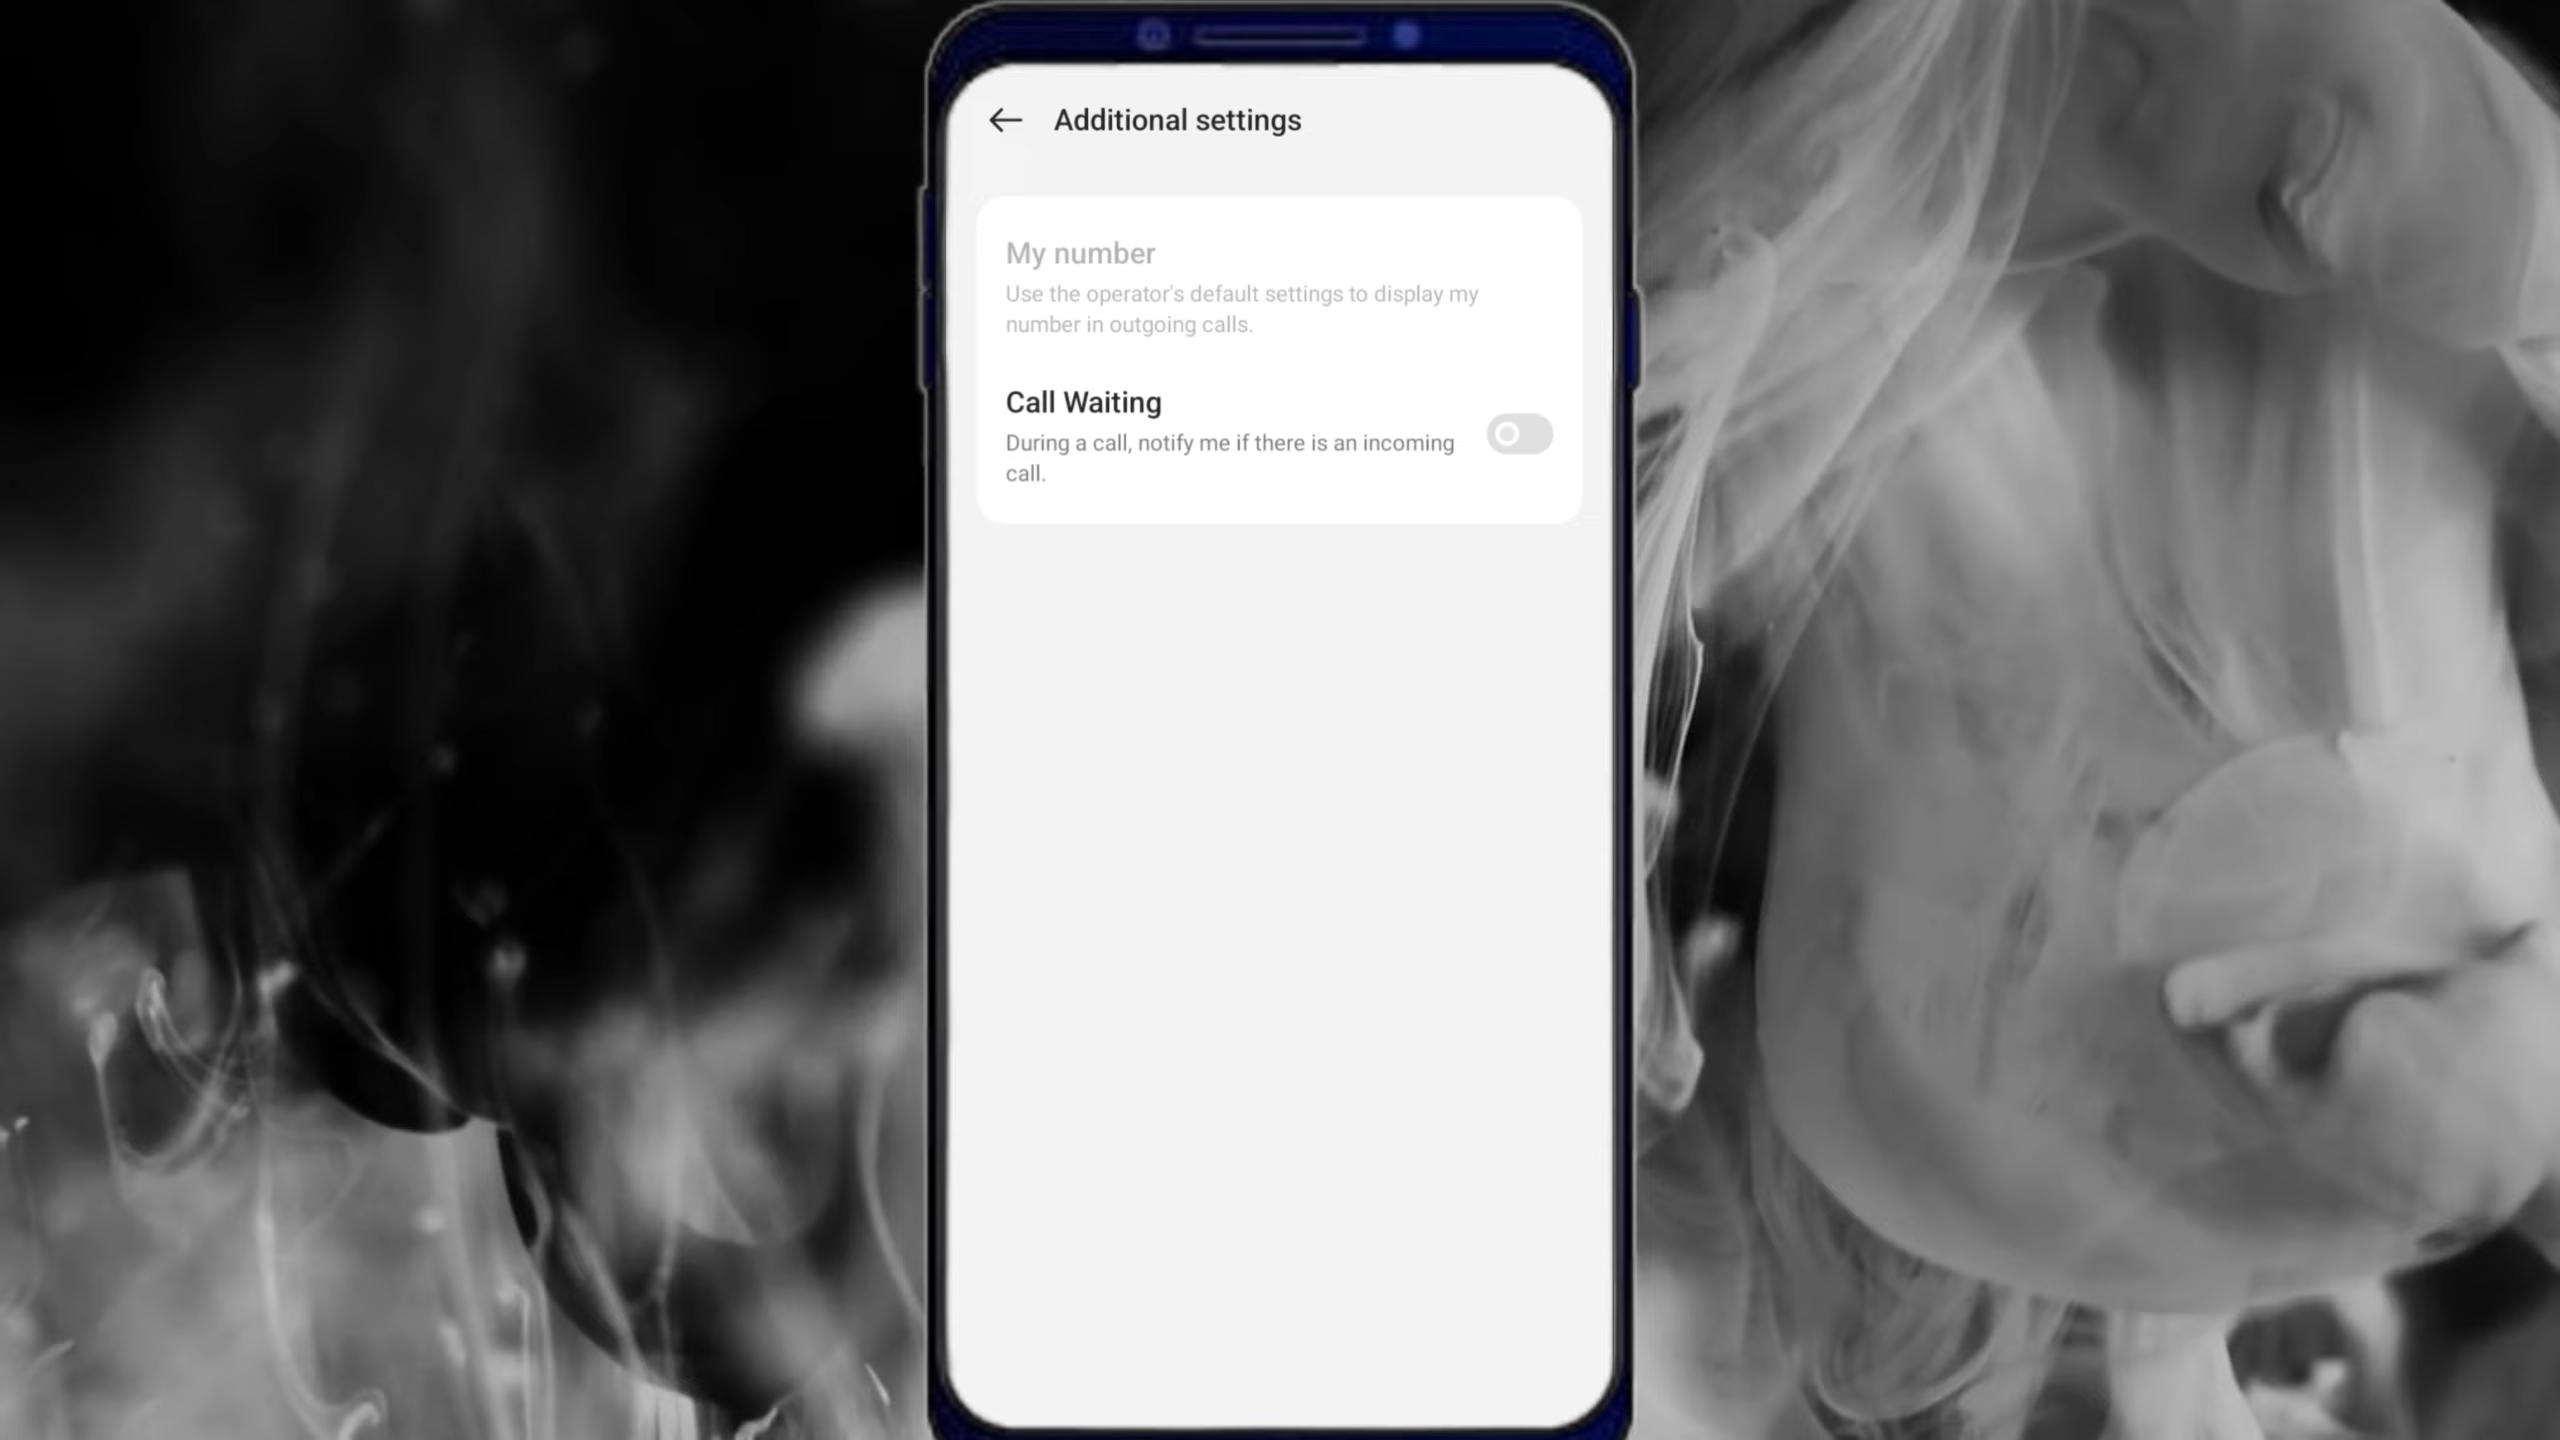 Additional settings
My number
Use the operator's default settings to display my
number in outgoing calls.
Call Waiting
During a call, notify me if there is an incoming
call.